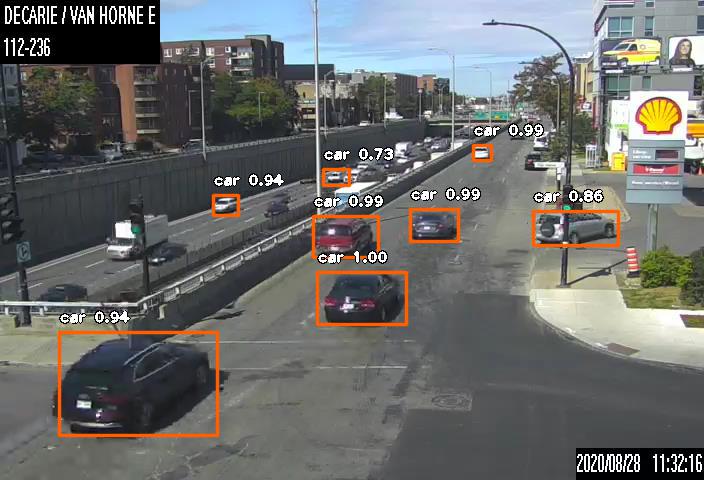 DECARIE / VAN HORNE E
112-236
car 0.99
car 0.73
car 0.94
car 0.99
car 0.99
car 0.86
car 1.00
car 0.94
2020/08/28 11:32:16